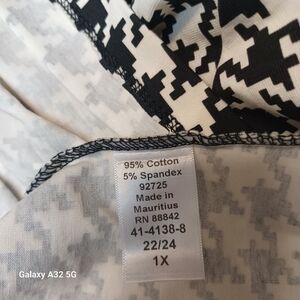 95% Cotton
5% Spandex
92725
Made in
Mauritius
RN 88842
41-4138-8
22/24
1X
Galaxy A32 5G